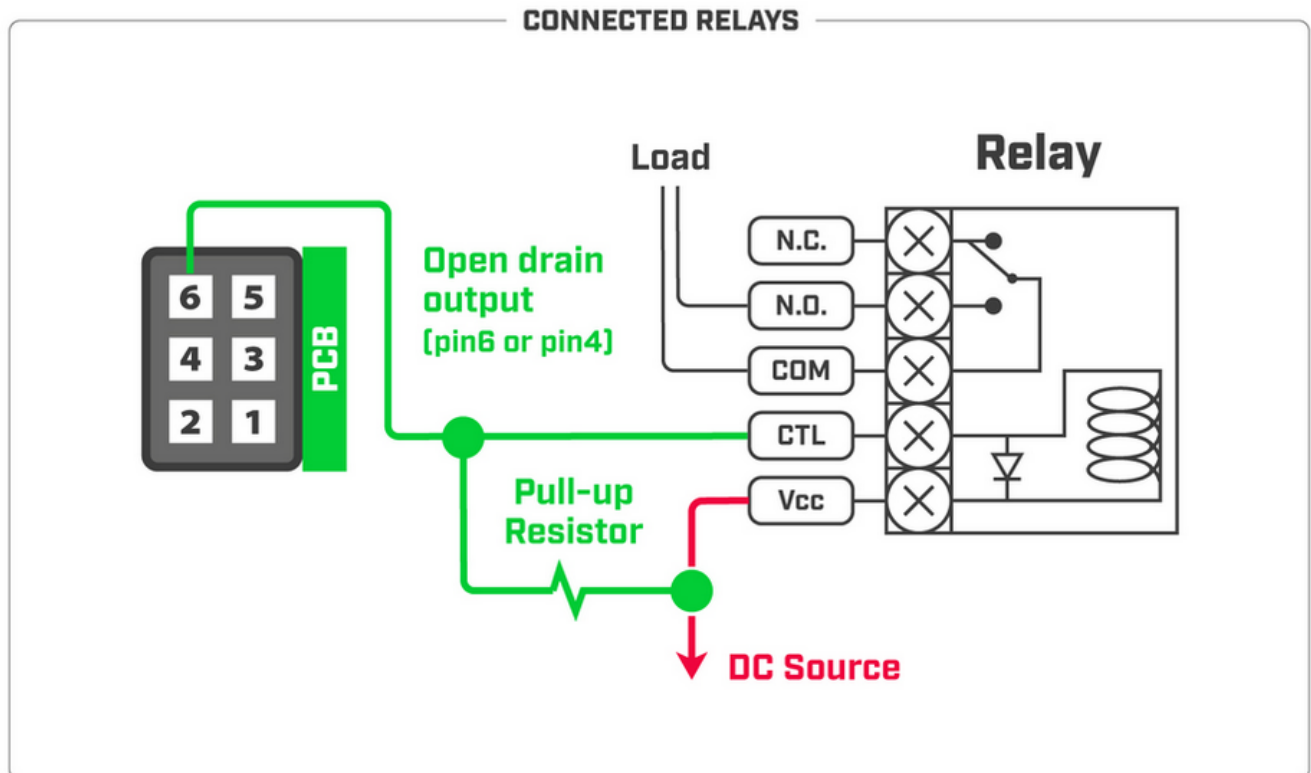 CONNECTED RELAYS
Load
Relay
N.C.
6 5
Open drain
output
(pin6 or pin4)
N.O.
4 3
PCB
COM
2 1
CTL
Pull-up
Resistor
Vcc
DC Source